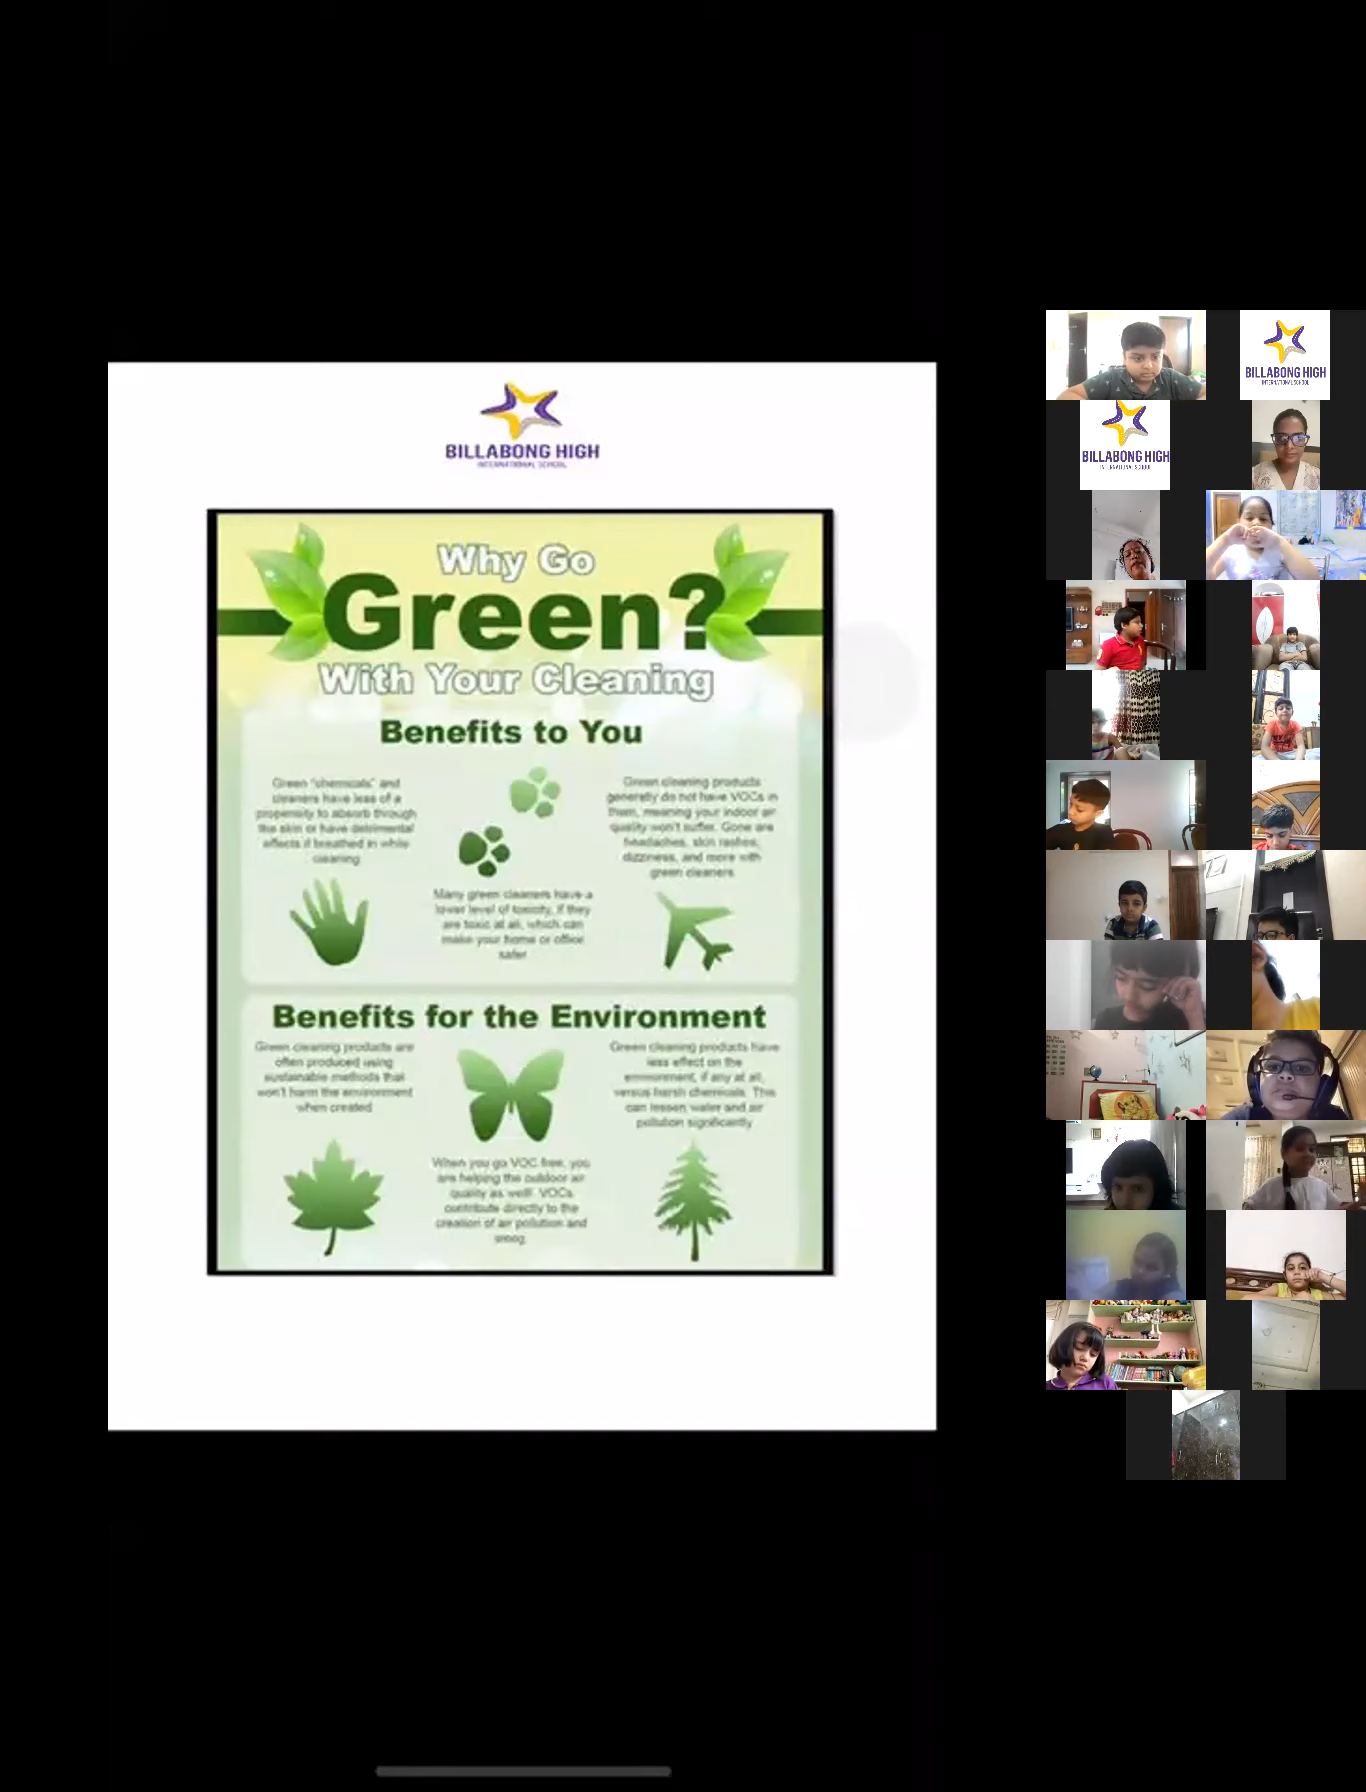 BILLABONG HIGH
INTERNATIONAL SCHOOL
Why Go
Green?
With Your Cleaning
Benefits to You
Green "chemicals" and
cleaners have less of a
propensity to absorb through
the skin or have detrimental
effects if breathed in while
cleaning
Many green cleaners have a
lower level of toxicity, if they
are toxic at all, which can
make your home or office
safer
Green cleaning products
generally do not have VOCs in
them, meaning your indoor air
quality won't suffer. Gone are
headaches, skin rashes,
dizziness, and more with
green cleaners
Benefits for the Environment
Green cleaning products are
often produced using
sustainable methods that
won't harm the environment
when created
When you go VOC free, you
are helping the outdoor air
quality as well. VOCs
contribute directly to the
creation of air pollution and
smog
Green cleaning products have
less effect on the
environment, if any at all,
versus harsh chemicals. This
can lessen water and air
pollution significantly
BILLABONG HIGH
INTERNATIONAL SCHOOL
BILLABONG HIGH
INTERNATIONAL SCHOOL